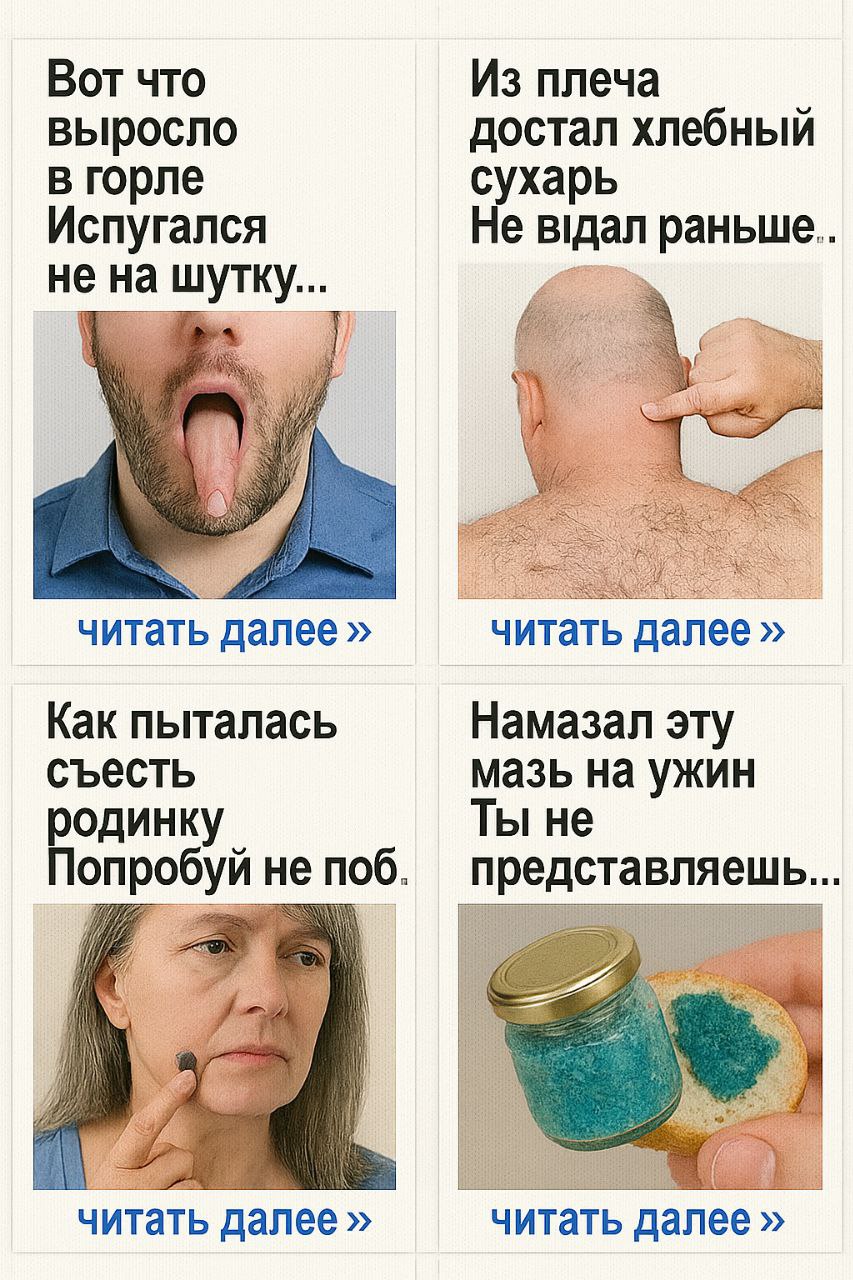 Вот что
выросло
в горле
Испугался
не на шутку...
читать далее »
Из плеча
достал хлебный
сухарь
Не вıдал раньше..
читать далее »
Как пыталась
съесть
родинку
Попробуй не поб.
читать далее »
Намазал эту
мазь на ужин
Ты не
представляешь...
читать далее »